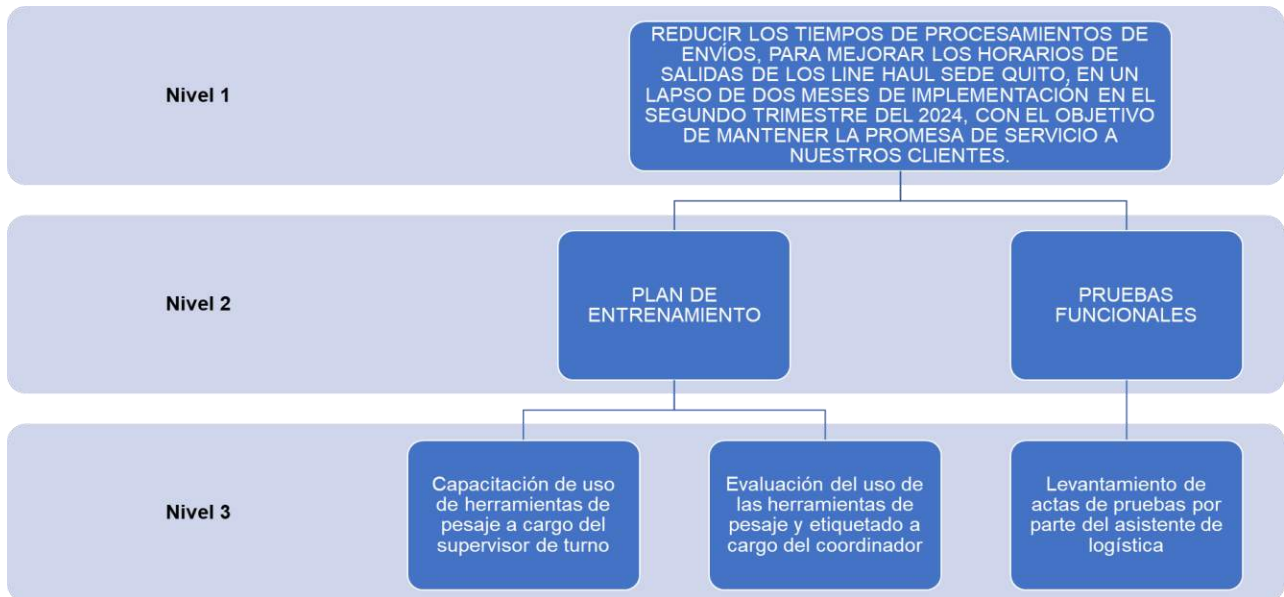 Nivel 1
REDUCIR LOS TIEMPOS DE PROCESAMIENTOS DE
ENVÍOS, PARA MEJORAR LOS HORARIOS DE
SALIDAS DE LOS LINE HAUL SEDE QUITO, EN UN
LAPSO DE DOS MESES DE IMPLEMENTACIÓN EN EL
SEGUNDO TRIMESTRE DEL 2024, CON EL OBJETIVO
DE MANTENER LA PROMESA DE SERVICIO A
NUESTROS CLIENTES.
Nivel 2
PLAN DE
ENTRENAMIENTO
PRUEBAS
FUNCIONALES
Nivel 3
Capacitación de uso
de herramientas de
pesaje a cargo del
supervisor de turno
Evaluación del uso de
las herramientas de
pesaje y etiquetado a
cargo del coordinador
Levantamiento de
actas de pruebas por
parte del asistente de
logística